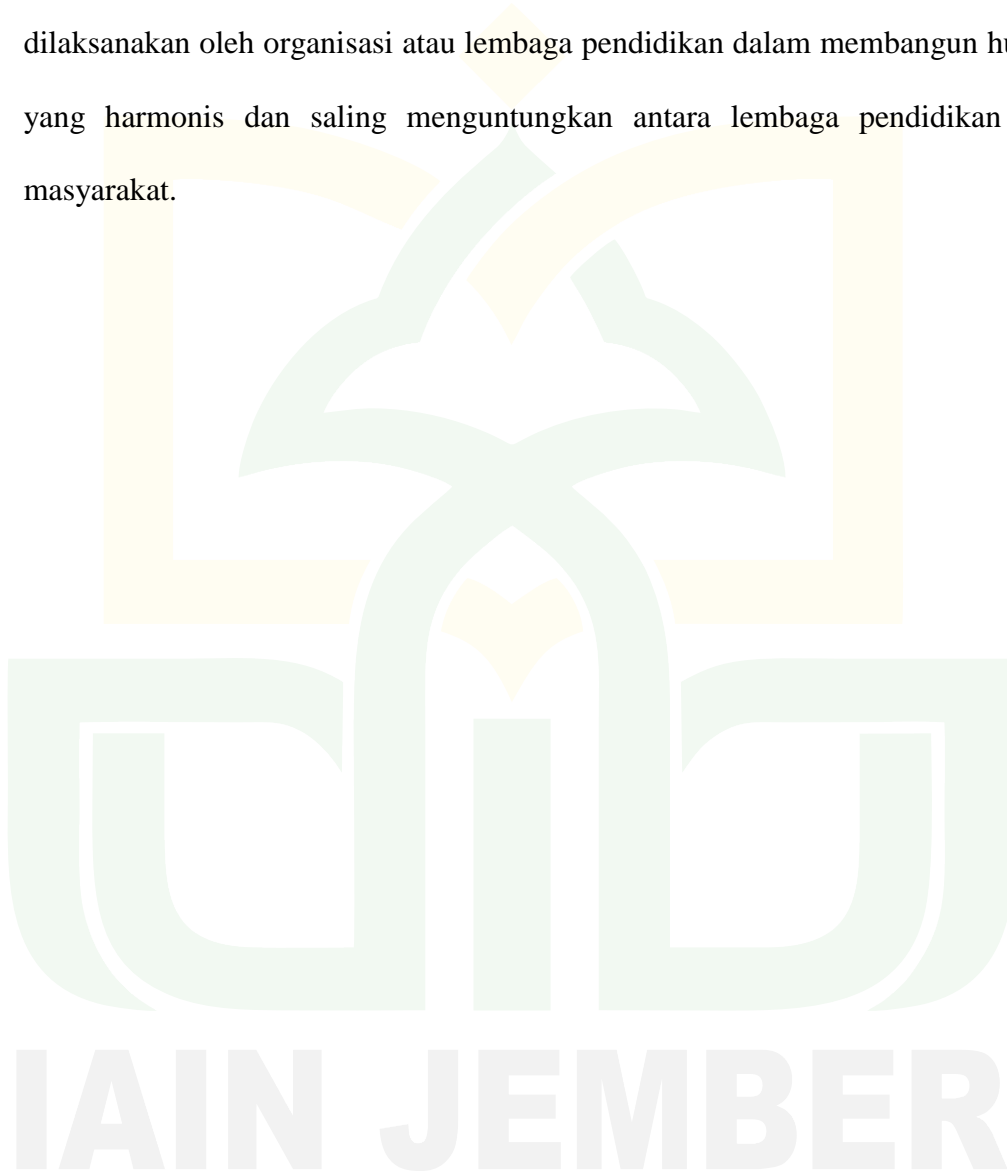 dilaksanakan oleh organisasi atau lembaga pendidikan dalam membangun
yang harmonis dan saling menguntungkan antara lembaga pendidikan
masyarakat.
IAIN JEMBER